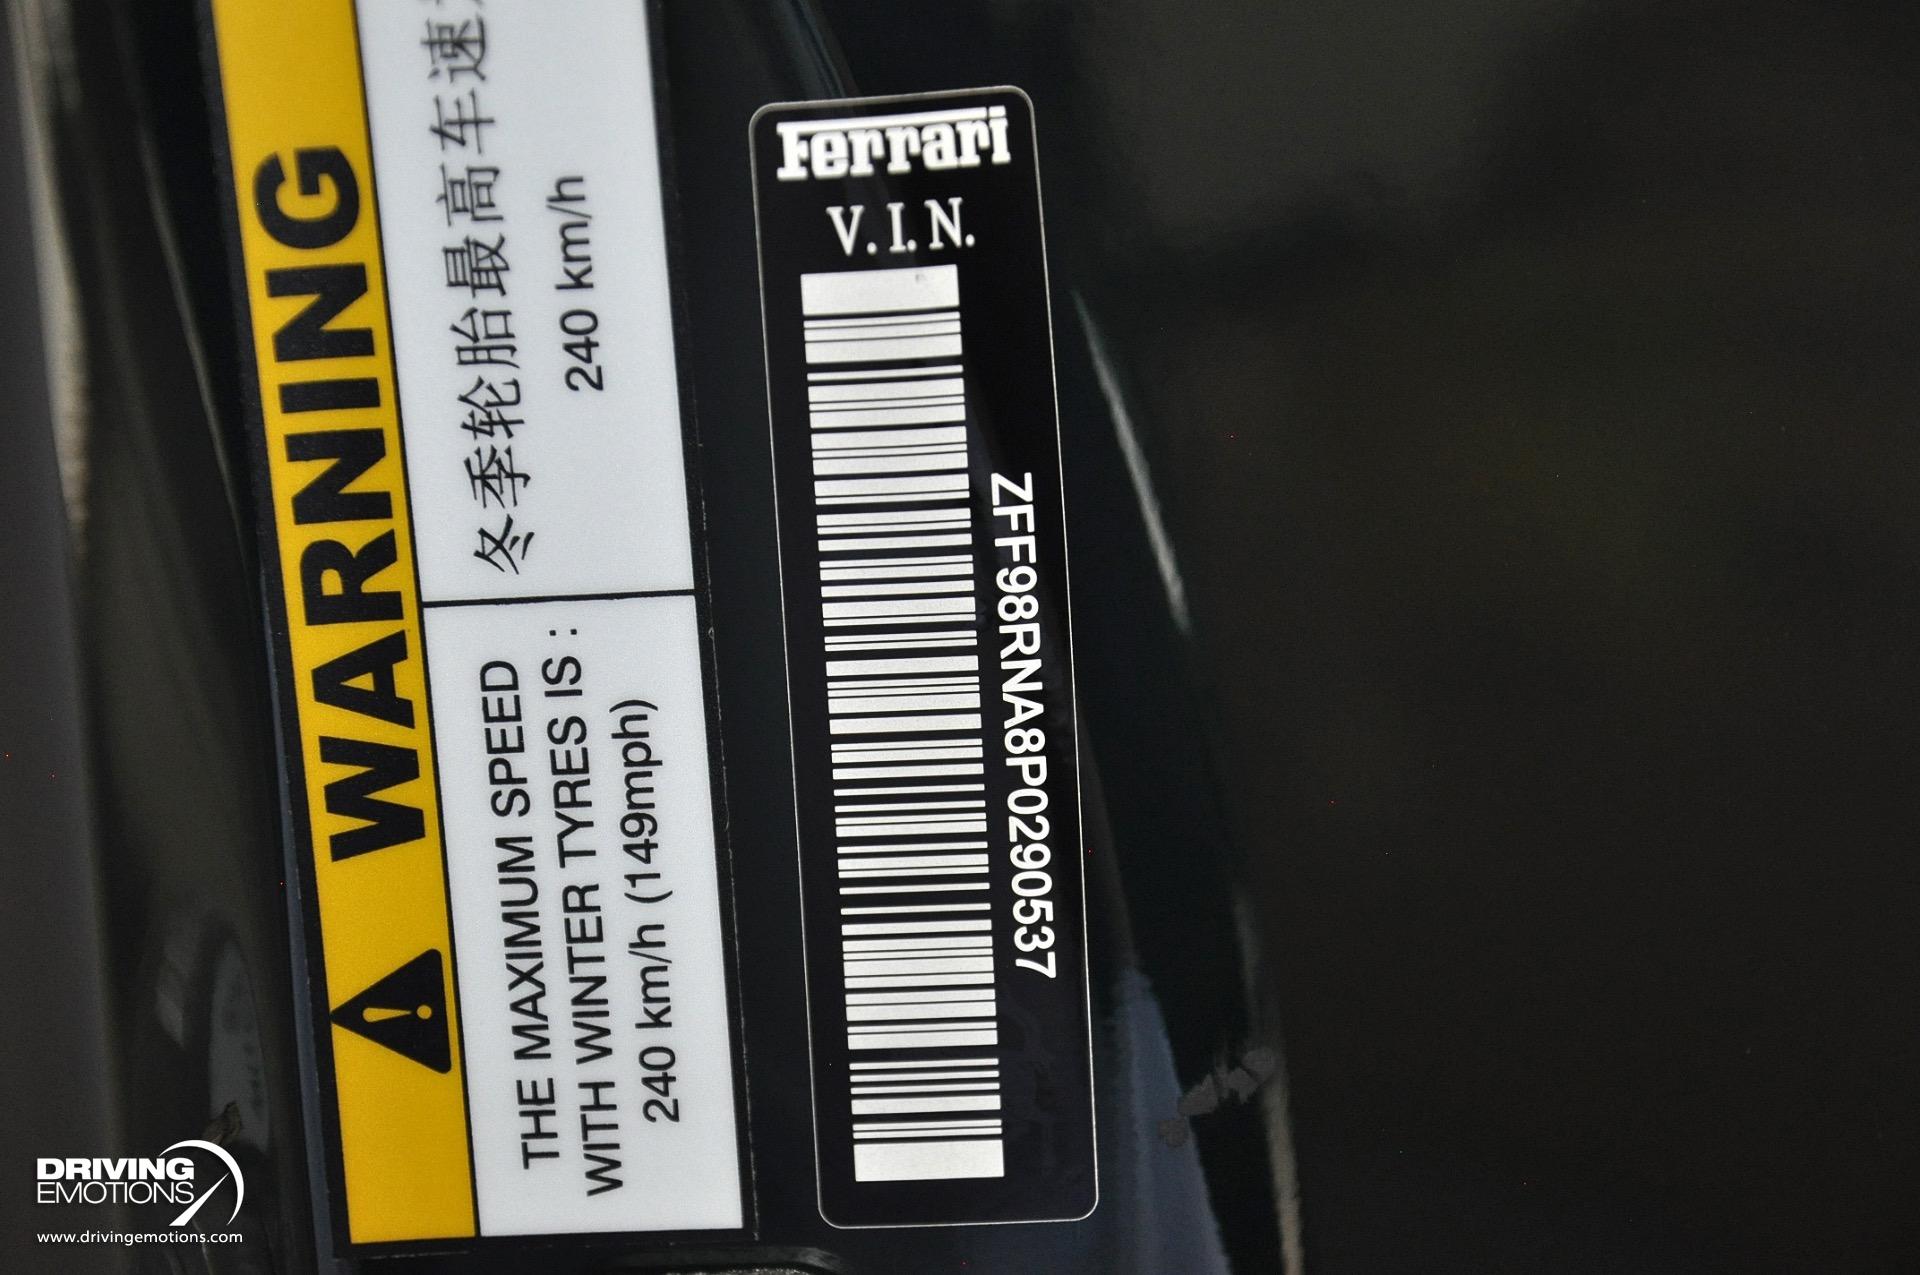 WARNING
冬季轮胎最高车速
240 km/h
THE MAXIMUM SPEED
WITH WINTER TYRES IS :
240 km/h (149mph)
Ferrari
V.I.N.
ZFF98RNA8P0290537
DRIVING
EMOTIONS
www.drivingemotions.com